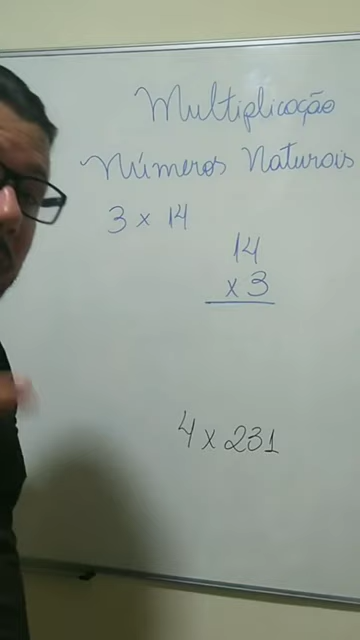 Multiplicação
Números Naturais
3 x 14
14
x 3
4 x 231